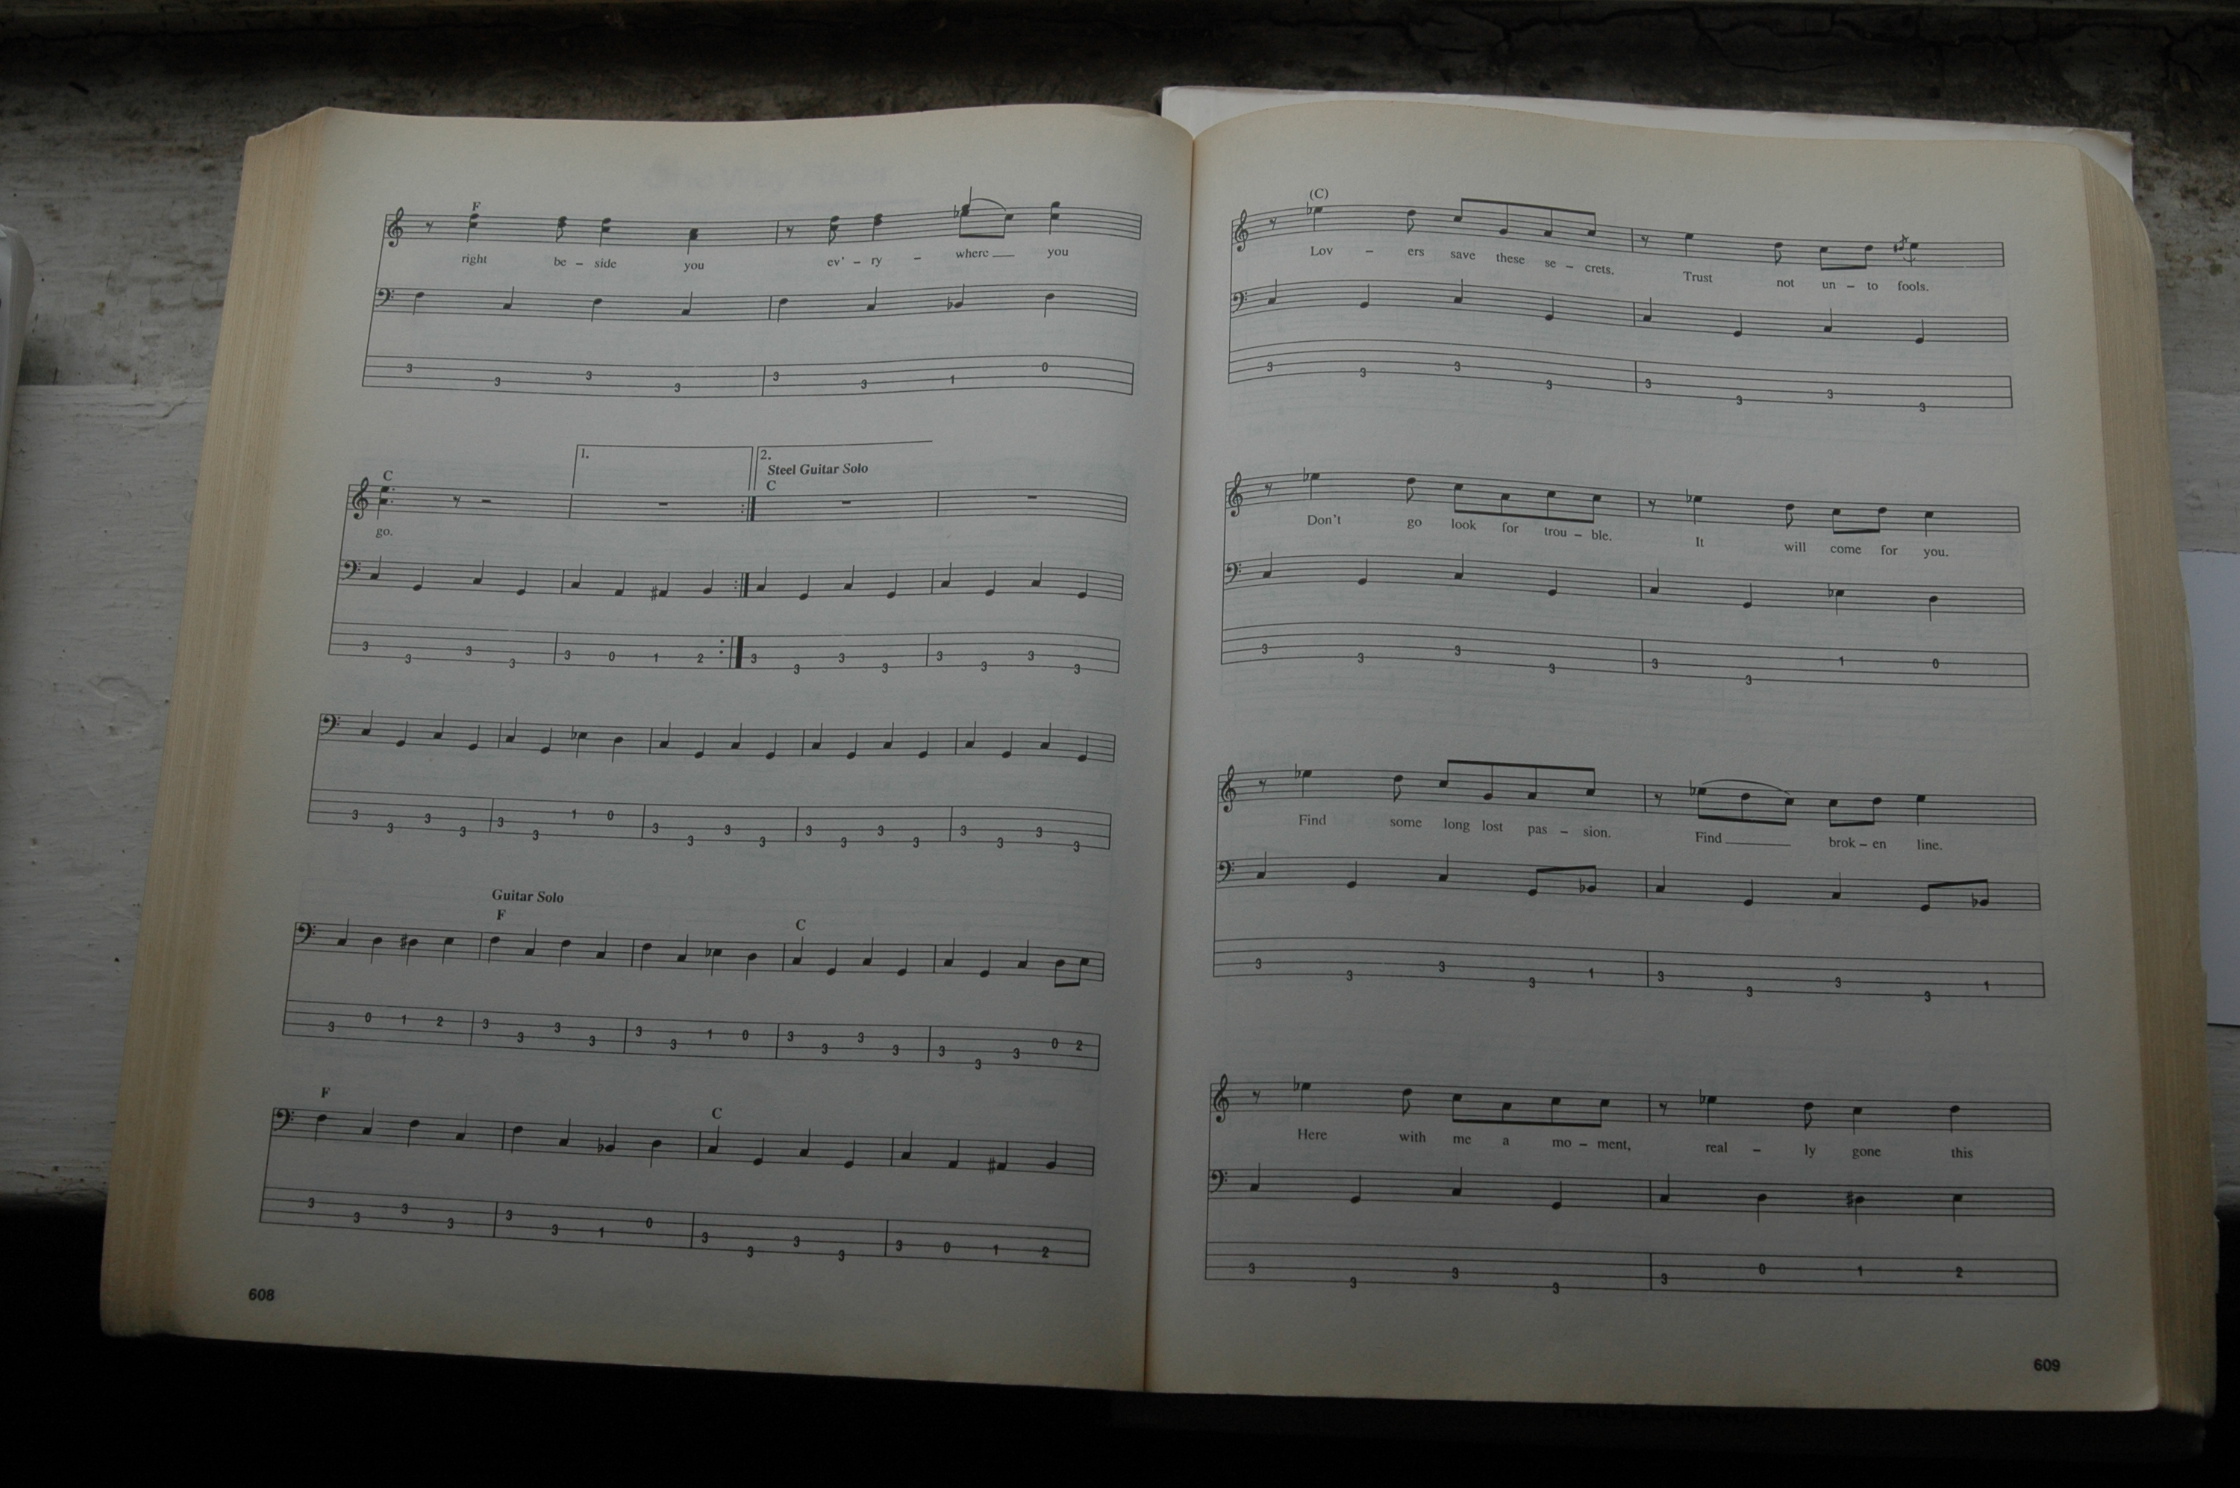 F
right be – side you ev' – ry – where you
3 3 3 3 3 3 1 0
1. 2.
Steel Guitar Solo
C C
go.
3 3 3 3 3 0 1 2 3 3 3 3 3 3 3 3
3 3 3 3 3 3 1 0 3 3 3 3 3 3 3 3 3 3 3 3
Guitar Solo
F C
3 0 1 2 3 3 3 3 3 3 1 0 3 3 3 3 3 3 3 0 2
F C
3 3 3 3 3 3 1 0 3 3 3 3 3 0 1 2
608
(C)
Lov – ers save these se – crets. Trust not un – to fools.
3 3 3 3 3 3 3 3
Don't go look for trou – ble. It will come for you.
3 3 3 3 3 3 1 0
Find some long lost pas – sion. Find brok – en line.
3 3 3 3 1 3 3 3 3 1
Here with me a mo – ment, real – ly gone this
3 3 3 3 3 0 1 2
609